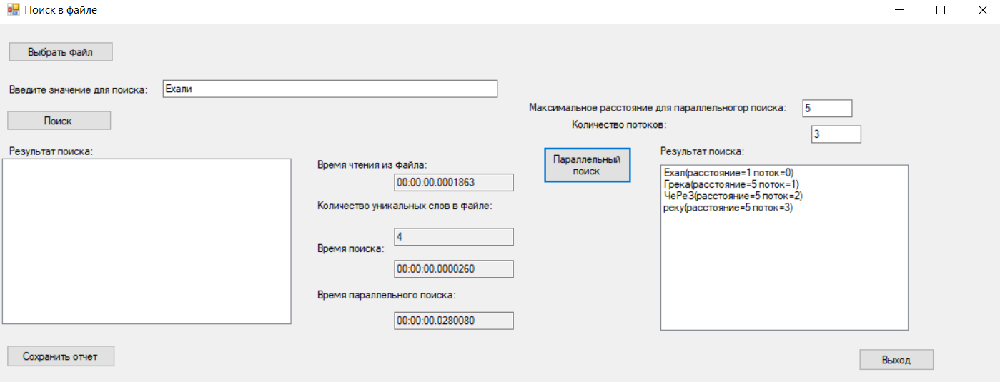 Поиск в файле
Выбрать файл
Введите значение для поиска:
Ехали
Поиск
Максимальное расстояние для параллельногор поиска:
5
Количество потоков:
3
Результат поиска:
Время чтения из файла:
00:00:00.0001863
Количество уникальных слов в файле:
4
Время поиска:
00:00:00.0000260
Время параллельного поиска:
00:00:00.0280080
Параллельный
поиск
Результат поиска:
Ехал(расстояние=1 поток=0)
Грека(расстояние=5 поток=1)
ЧеРеЗ(расстояние=5 поток=2)
реку(расстояние=5 поток=3)
Сохранить отчет
Выход